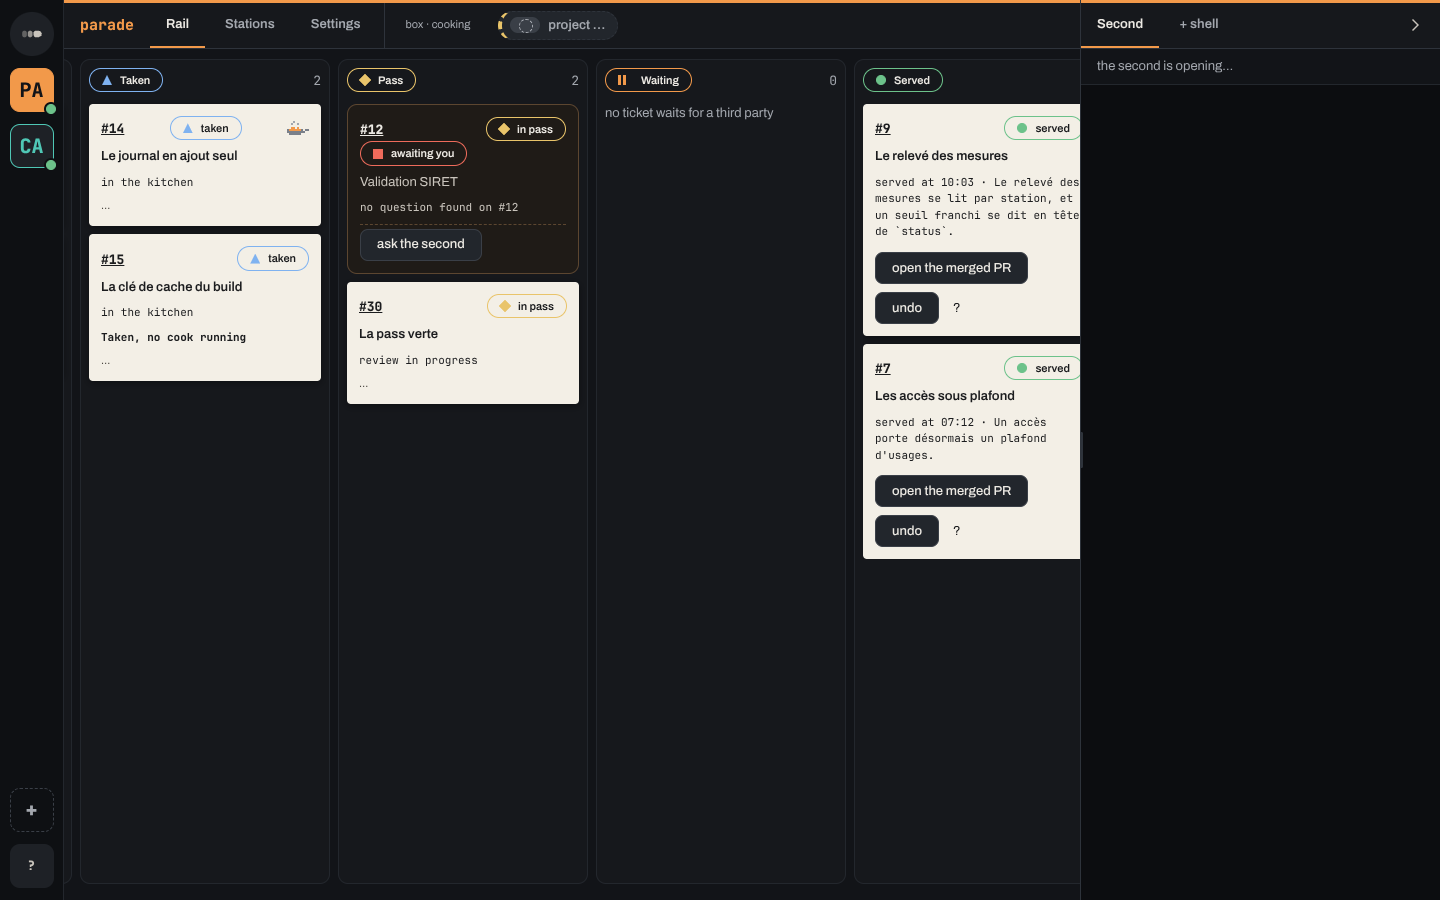 parade
Rail
Stations
Settings
box · cooking
project ...
Second
+ shell
PA
CA
+
?
the second is opening...
Taken
2
#14
taken
Le journal en ajout seul
in the kitchen
...
#15
taken
La clé de cache du build
in the kitchen
Taken, no cook running
...
Pass
2
#12
in pass
awaiting you
Validation SIRET
no question found on #12
ask the second
#30
in pass
La pass verte
review in progress
...
Waiting
0
no ticket waits for a third party
Served
#9
served
Le relevé des mesures
served at 10:03 · Le relevé des
mesures se lit par station, et
un seuil franchi se dit en tête
de `status`.
open the merged PR
undo
?
#7
served
Les accès sous plafond
served at 07:12 · Un accès
porte désormais un plafond
d'usages.
open the merged PR
undo
?